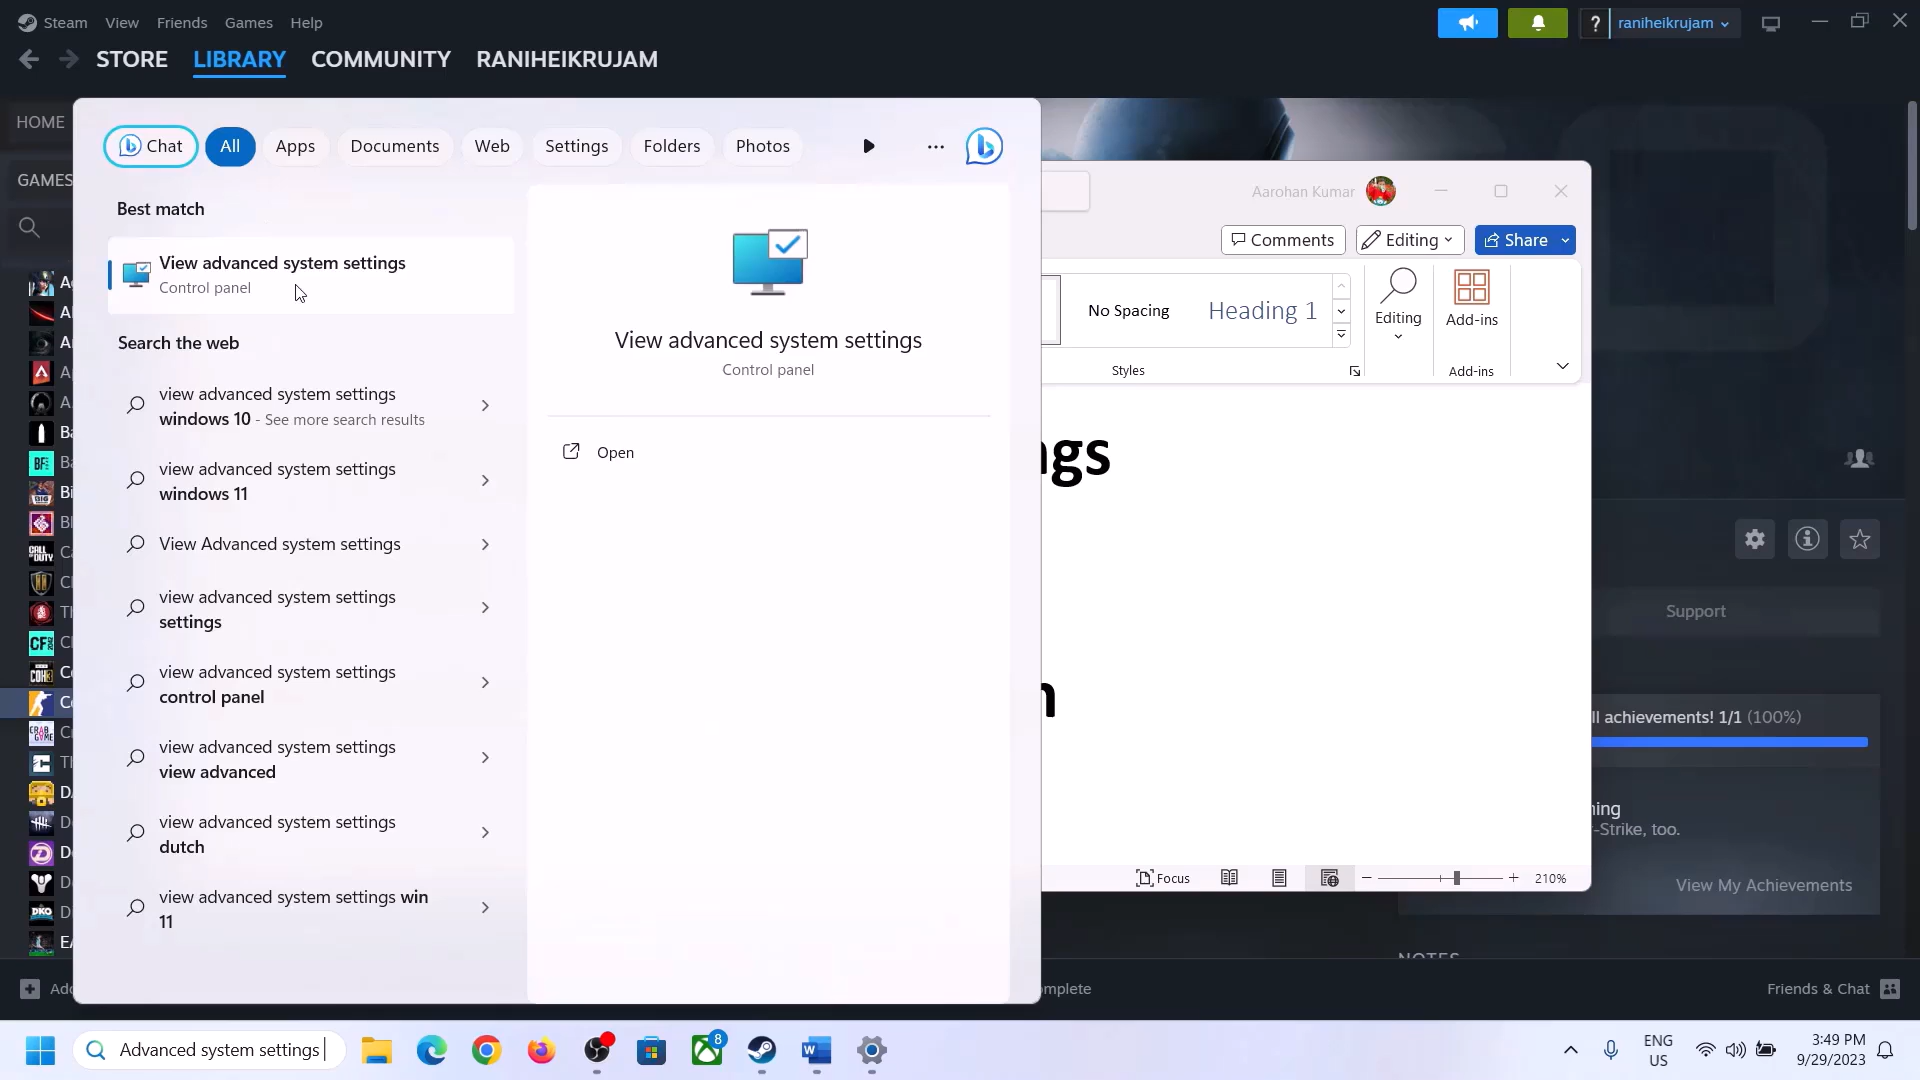 Steam View Friends Games Help
raniheikrujam
STORE LIBRARY COMMUNITY RANIHEIKRUJAM
HOME
GAMES
Chat All Apps Documents Web Settings Folders Photos
Best match
View advanced system settings
Control panel
Search the web
view advanced system settings
windows 10 - See more search results
view advanced system settings
windows 11
View Advanced system settings
view advanced system settings
settings
view advanced system settings
control panel
view advanced system settings
view advanced
view advanced system settings
dutch
view advanced system settings win
11
View advanced system settings
Control panel
Open
Aarohan Kumar
Comments Editing Share
No Spacing Heading 1
Editing
Add-ins
Styles
Add-ins
ngs
n
Focus
210%
Support
ll achievements! 1/1 (100%)
ning
-Strike, too.
View My Achievements
NOTES
Add
mplete
Friends & Chat
Advanced system settings
8
ENG
US
3:49 PM
9/29/2023